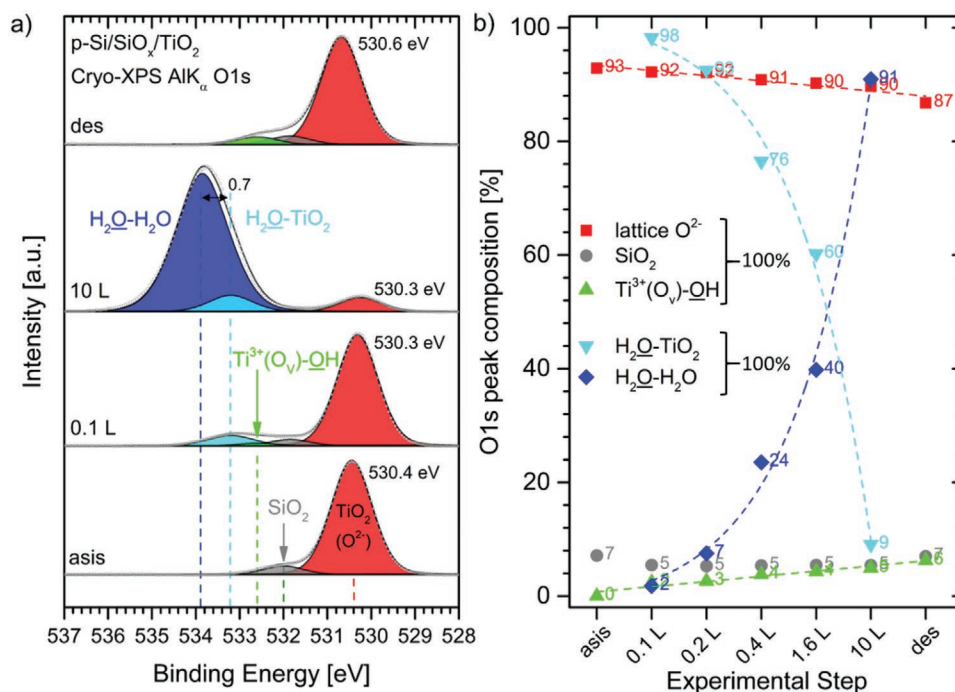 a)
p-Si/SiOₓ/TiO₂
Cryo-XPS AlKα O1s
des
530.6 eV
0.7
H₂O-H₂O
H₂O-TiO₂
10 L
530.3 eV
530.3 eV
Ti³⁺(Oᵥ)-OH
0.1 L
530.4 eV
SiO₂
TiO₂
(O²⁻)
asis
Intensity [a.u.]
537 536 535 534 533 532 531 530 529 528
Binding Energy [eV]
b)
100
80
60
40
20
0
O1s peak composition [%]
93 92 92 91 90 90 87
98 76 60 9
2 7 24 40 91
7 5 5 5 5 5 7
0 3 4 4 6
lattice O²⁻
SiO₂
Ti³⁺(Oᵥ)-OH
100%
H₂O-TiO₂
H₂O-H₂O
100%
asis 0.1 L 0.2 L 0.4 L 1.6 L 10 L des
Experimental Step